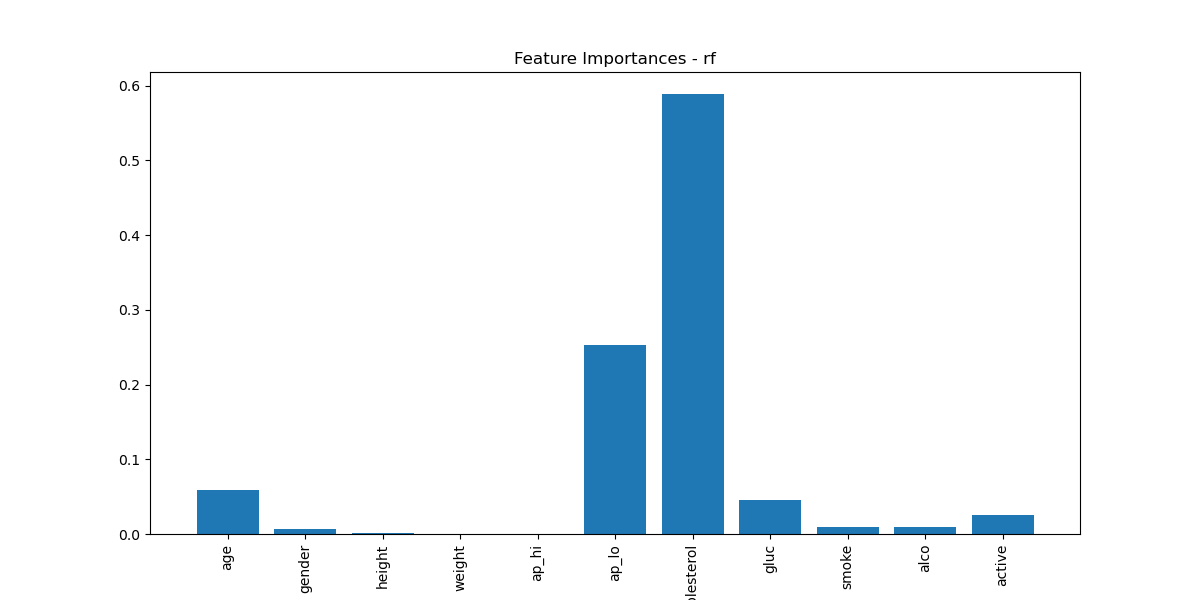 Feature Importances - rf
0.6
0.5
0.4
0.3
0.2
0.1
0.0
age
gender
height
weight
ap_hi
ap_lo
olesterol
gluc
smoke
alco
active